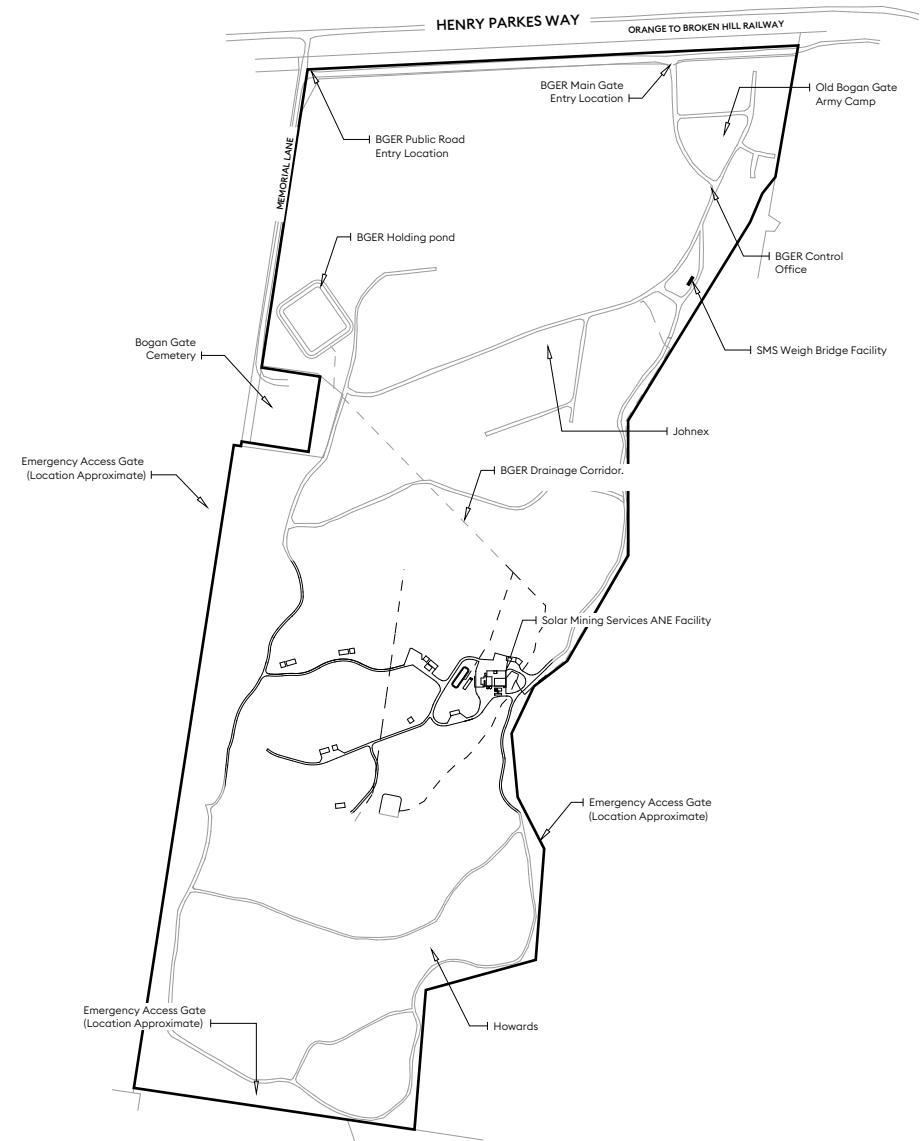 HENRY PARKES WAY
ORANGE TO BROKEN HILL RAILWAY
BGER Main Gate
Entry Location
Old Bogan Gate
Army Camp
BGER Public Road
Entry Location
MEMORIAL LANE
BGER Holding pond
BGER Control
Office
Bogan Gate
Cemetery
SMS Weigh Bridge Facility
Johnex
Emergency Access Gate
(Location Approximate)
BGER Drainage Corridor.
Solar Mining Services ANE Facility
Emergency Access Gate
(Location Approximate)
Emergency Access Gate
(Location Approximate)
Howards